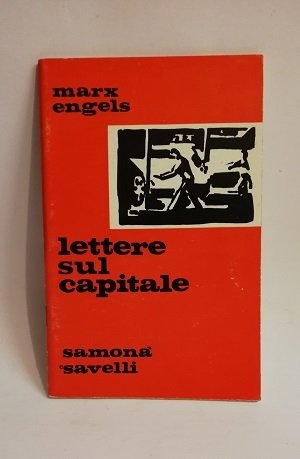 marx
engels
lettere
sul
capitale
samonà
e savelli